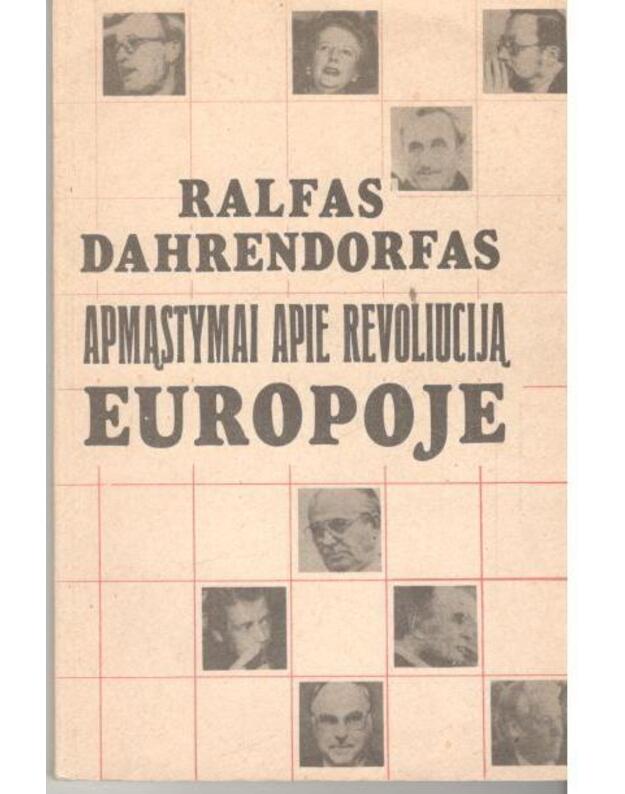 RALFAS
DAHRENDORFAS
APMĄSTYMAI APIE REVOLIUCIJĄ
EUROPOJE